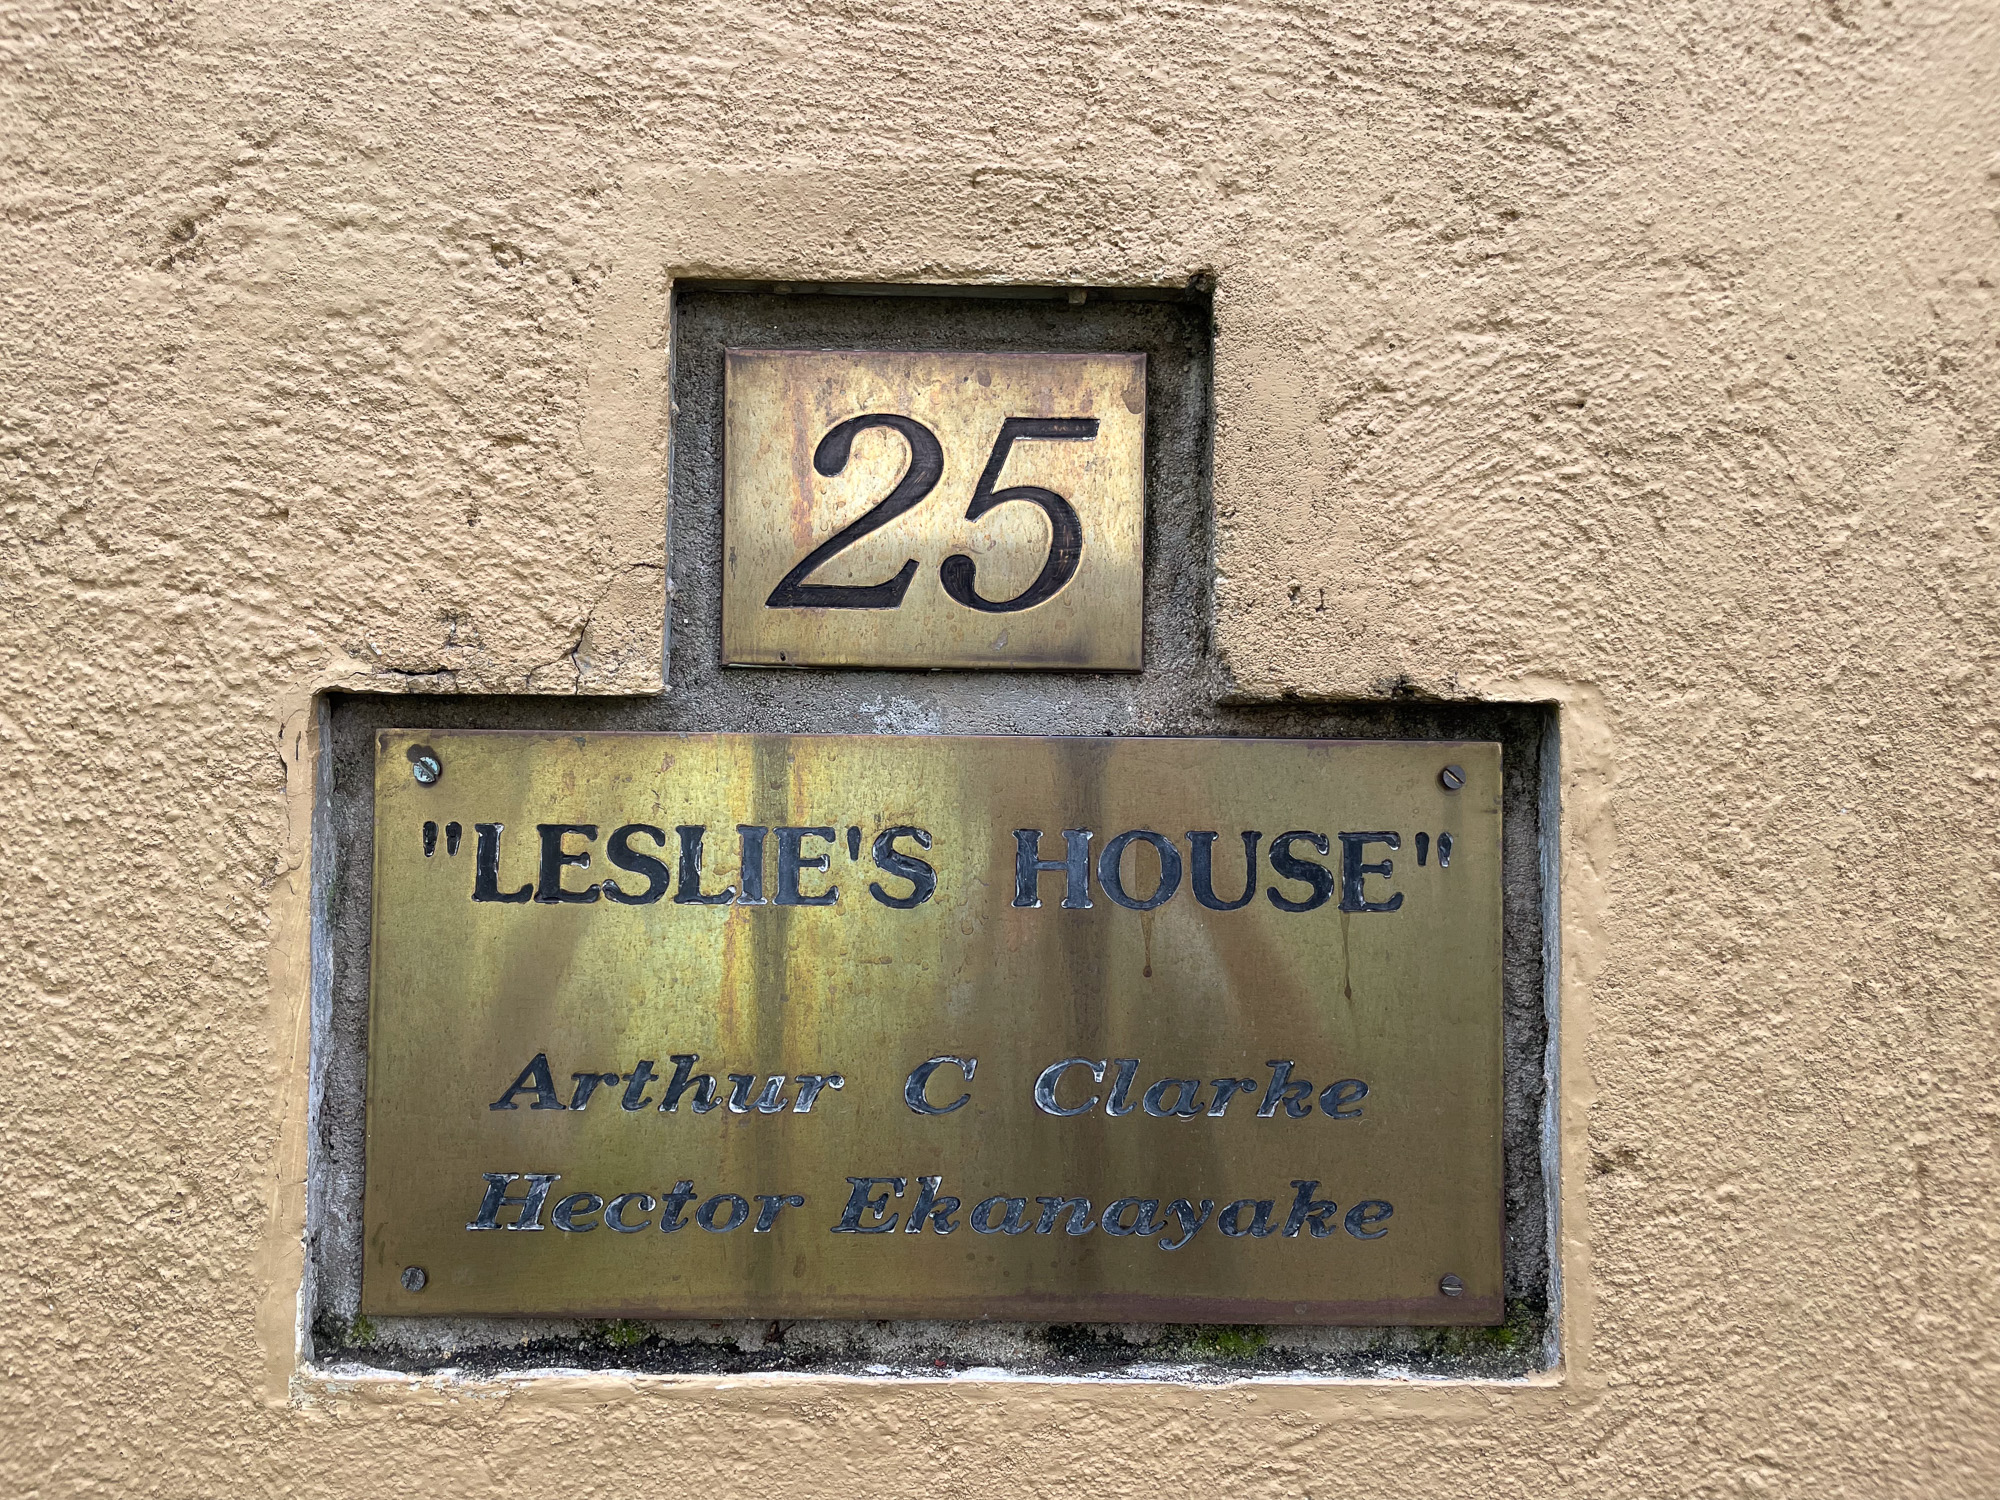 25
"LESLIE'S HOUSE"
Arthur C Clarke
Hector Ekanayake